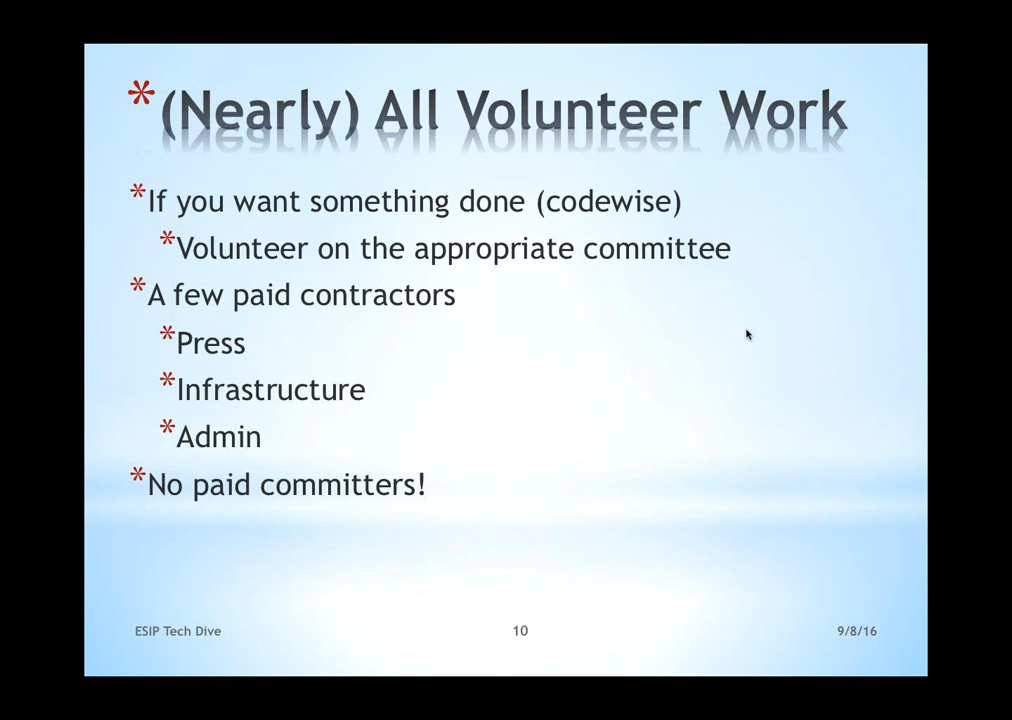 *(Nearly) All Volunteer Work
*If you want something done (codewise)
*Volunteer on the appropriate committee
*A few paid contractors
*Press
*Infrastructure
*Admin
*No paid committers!
ESIP Tech Dive 10 9/8/16